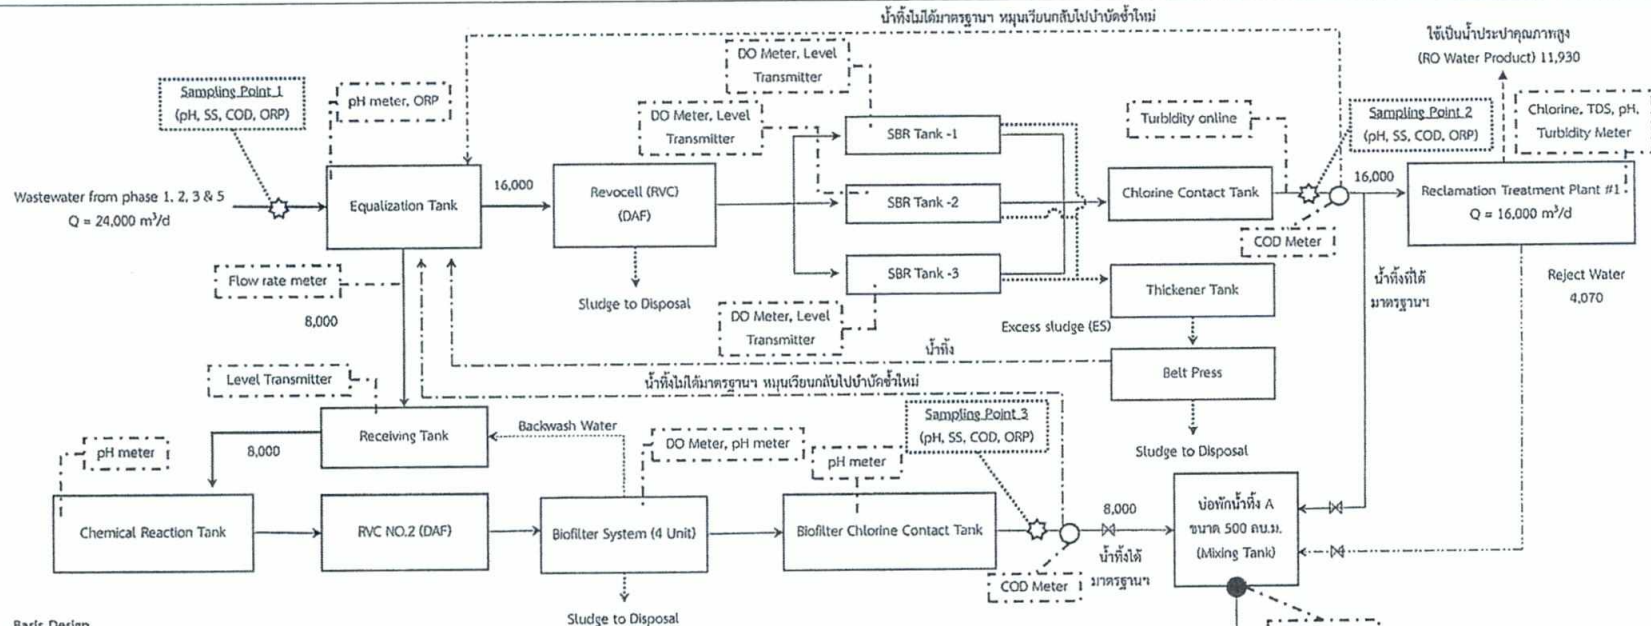 น้ำทิ้งไม่ได้มาตรฐานฯ หมุนเวียนกลับไปบำบัดซ้ำใหม่
ใช้เป็นน้ำประปาคุณภาพสูง
(RO Water Product) 11,930
DO Meter, Level
Transmitter
Sampling Point 1
(pH, SS, COD, ORP)
pH meter, ORP
DO Meter, Level
Transmitter
SBR Tank -1
Turbidity online
Sampling Point 2
(pH, SS, COD, ORP)
Chlorine, TDS, pH,
Turbidity Meter
Wastewater from phase 1, 2, 3 & 5
Q = 24,000 m³/d
Equalization Tank
16,000
Revocell (RVC)
(DAF)
SBR Tank -2
Chlorine Contact Tank
16,000
Reclamation Treatment Plant #1
Q = 16,000 m³/d
COD Meter
Flow rate meter
8,000
Sludge to Disposal
SBR Tank -3
Thickener Tank
น้ำทิ้งที่ได้
มาตรฐานฯ
Reject Water
4,070
DO Meter, Level
Transmitter
Excess sludge (ES)
น้ำทิ้ง
Belt Press
Level Transmitter
น้ำทิ้งไม่ได้มาตรฐานฯ หมุนเวียนกลับไปบำบัดซ้ำใหม่
Receiving Tank
Backwash Water
Sampling Point 3
(pH, SS, COD, ORP)
Sludge to Disposal
pH meter
8,000
DO Meter, pH meter
pH meter
Chemical Reaction Tank
RVC NO.2 (DAF)
Biofilter System (4 Unit)
Biofilter Chlorine Contact Tank
8,000
น้ำทิ้งได้
มาตรฐานฯ
บ่อพักน้ำทิ้ง A
ขนาด 500 ลบ.ม.
(Mixing Tank)
COD Meter
Sludge to Disposal
Basis Design